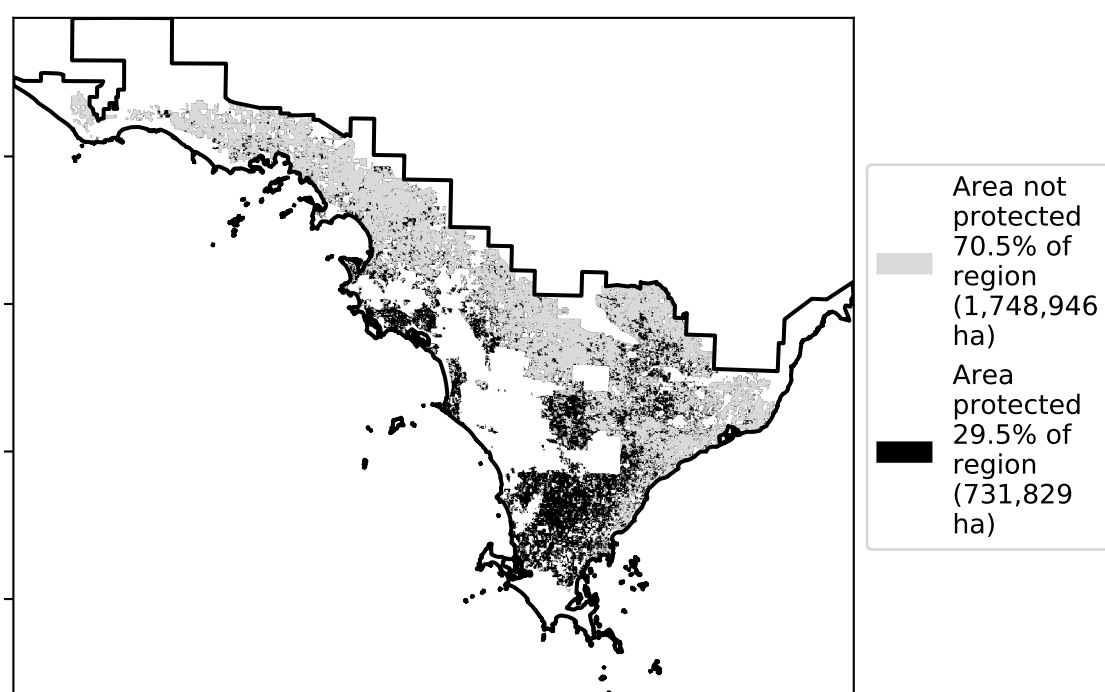 Area not
protected
70.5% of
region
(1,748,946
ha)
Area
protected
29.5% of
region
(731,829
ha)